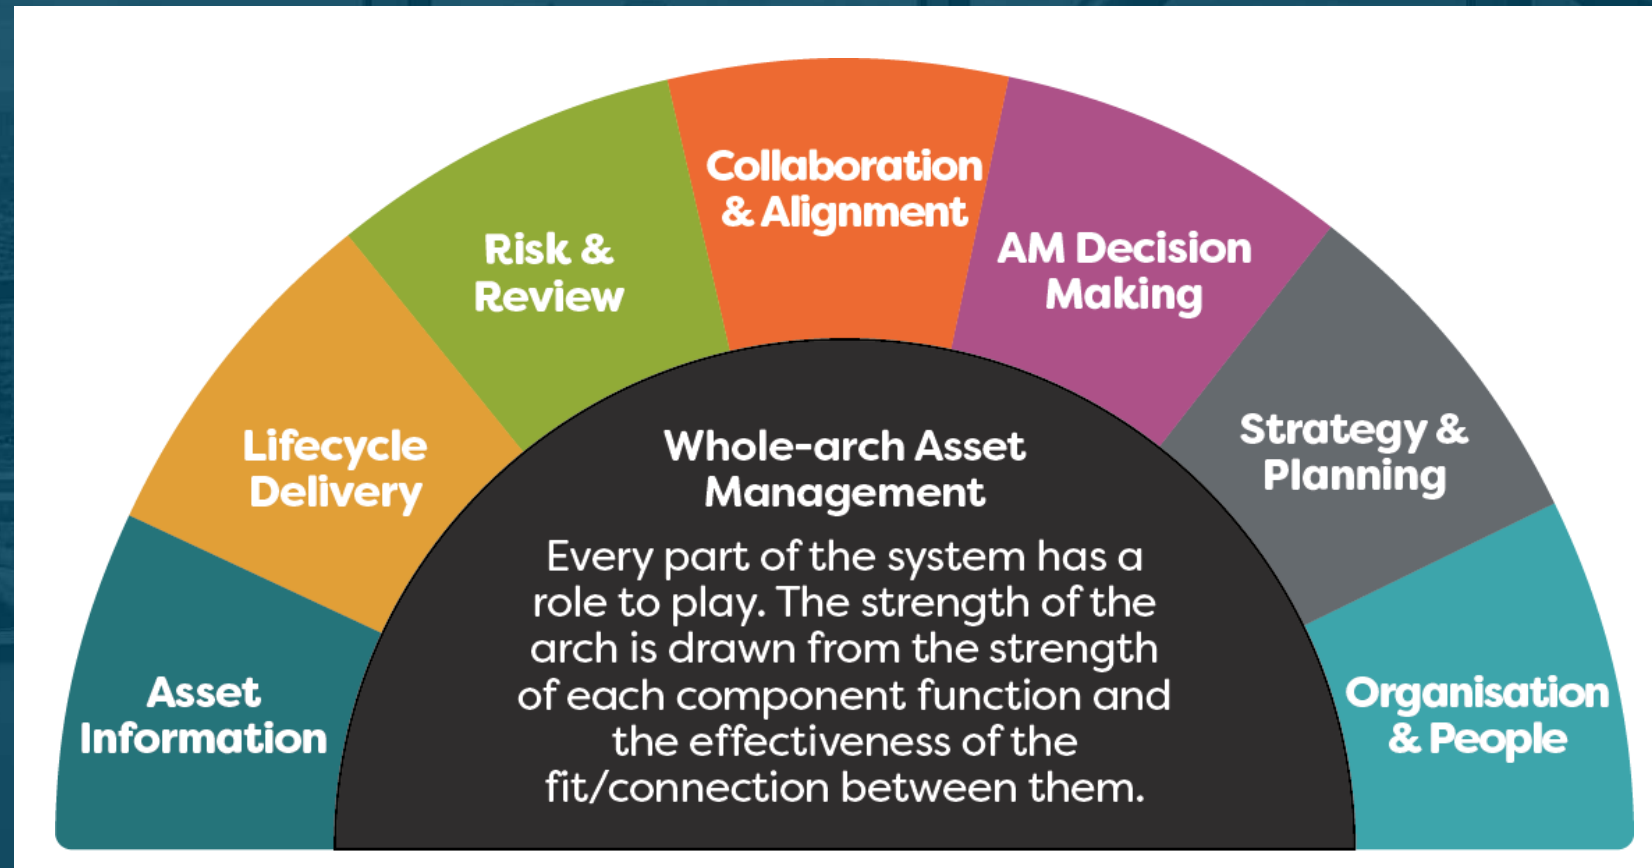 Collaboration
& Alignment
Risk &
Review
AM Decision
Making
Lifecycle
Delivery
Strategy &
Planning
Asset
Information
Organisation
& People
Whole-arch Asset
Management
Every part of the system has a
role to play. The strength of the
arch is drawn from the strength
of each component function and
the effectiveness of the
fit/connection between them.